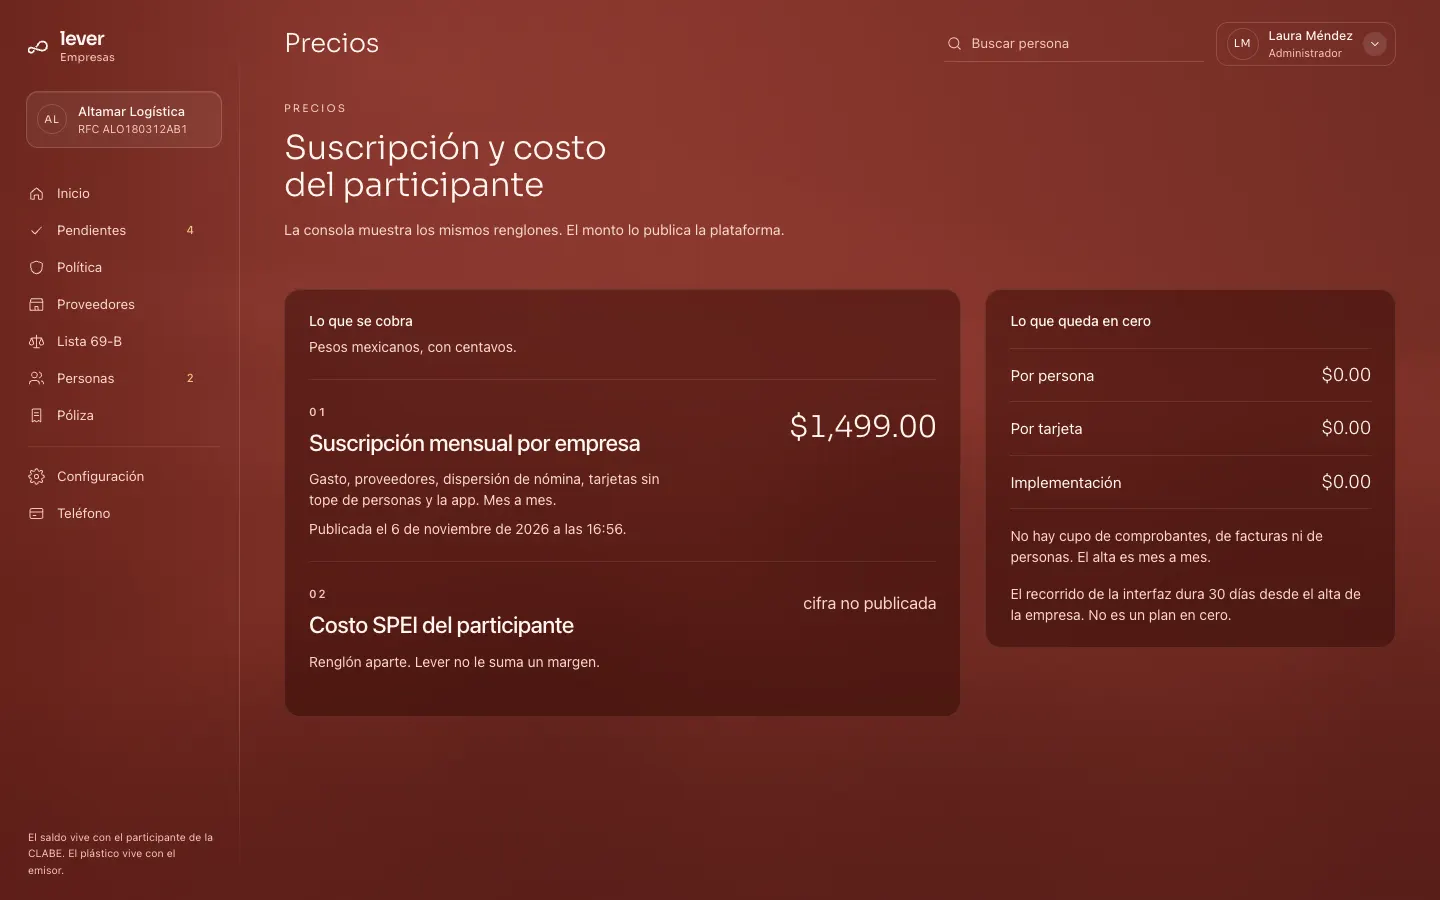 lever
Empresas
AL
Altamar Logística
RFC ALO180312AB1
Inicio
Pendientes 4
Política
Proveedores
Lista 69-B
Personas 2
Póliza
Configuración
Teléfono
El saldo vive con el participante de la
CLABE. El plástico vive con el
emisor.
Precios
Buscar persona
LM
Laura Méndez
Administrador
PRECIOS
Suscripción y costo
del participante
La consola muestra los mismos renglones. El monto lo publica la plataforma.
Lo que se cobra
Pesos mexicanos, con centavos.
01
Suscripción mensual por empresa
$1,499.00
Gasto, proveedores, dispersión de nómina, tarjetas sin
tope de personas y la app. Mes a mes.
Publicada el 6 de noviembre de 2026 a las 16:56.
02
Costo SPEI del participante
cifra no publicada
Renglón aparte. Lever no le suma un margen.
Lo que queda en cero
Por persona $0.00
Por tarjeta $0.00
Implementación $0.00
No hay cupo de comprobantes, de facturas ni de
personas. El alta es mes a mes.
El recorrido de la interfaz dura 30 días desde el alta de
la empresa. No es un plan en cero.